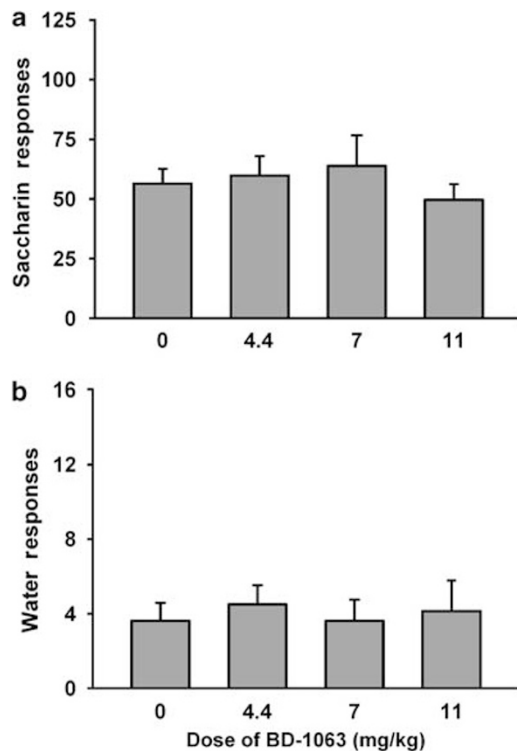 a
Saccharin responses
125
100
75
50
25
0
0 4.4 7 11
b
Water responses
16
12
8
4
0
0 4.4 7 11
Dose of BD-1063 (mg/kg)